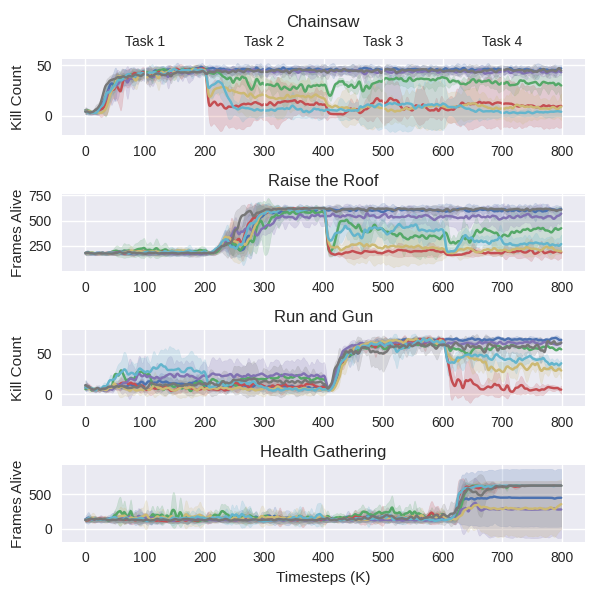 Chainsaw
Task 1 Task 2 Task 3 Task 4
Kill Count
50
0
0 100 200 300 400 500 600 700 800
Raise the Roof
Frames Alive
750
500
250
0 100 200 300 400 500 600 700 800
Run and Gun
Kill Count
50
0
0 100 200 300 400 500 600 700 800
Health Gathering
Frames Alive
500
0
0 100 200 300 400 500 600 700 800
Timesteps (K)